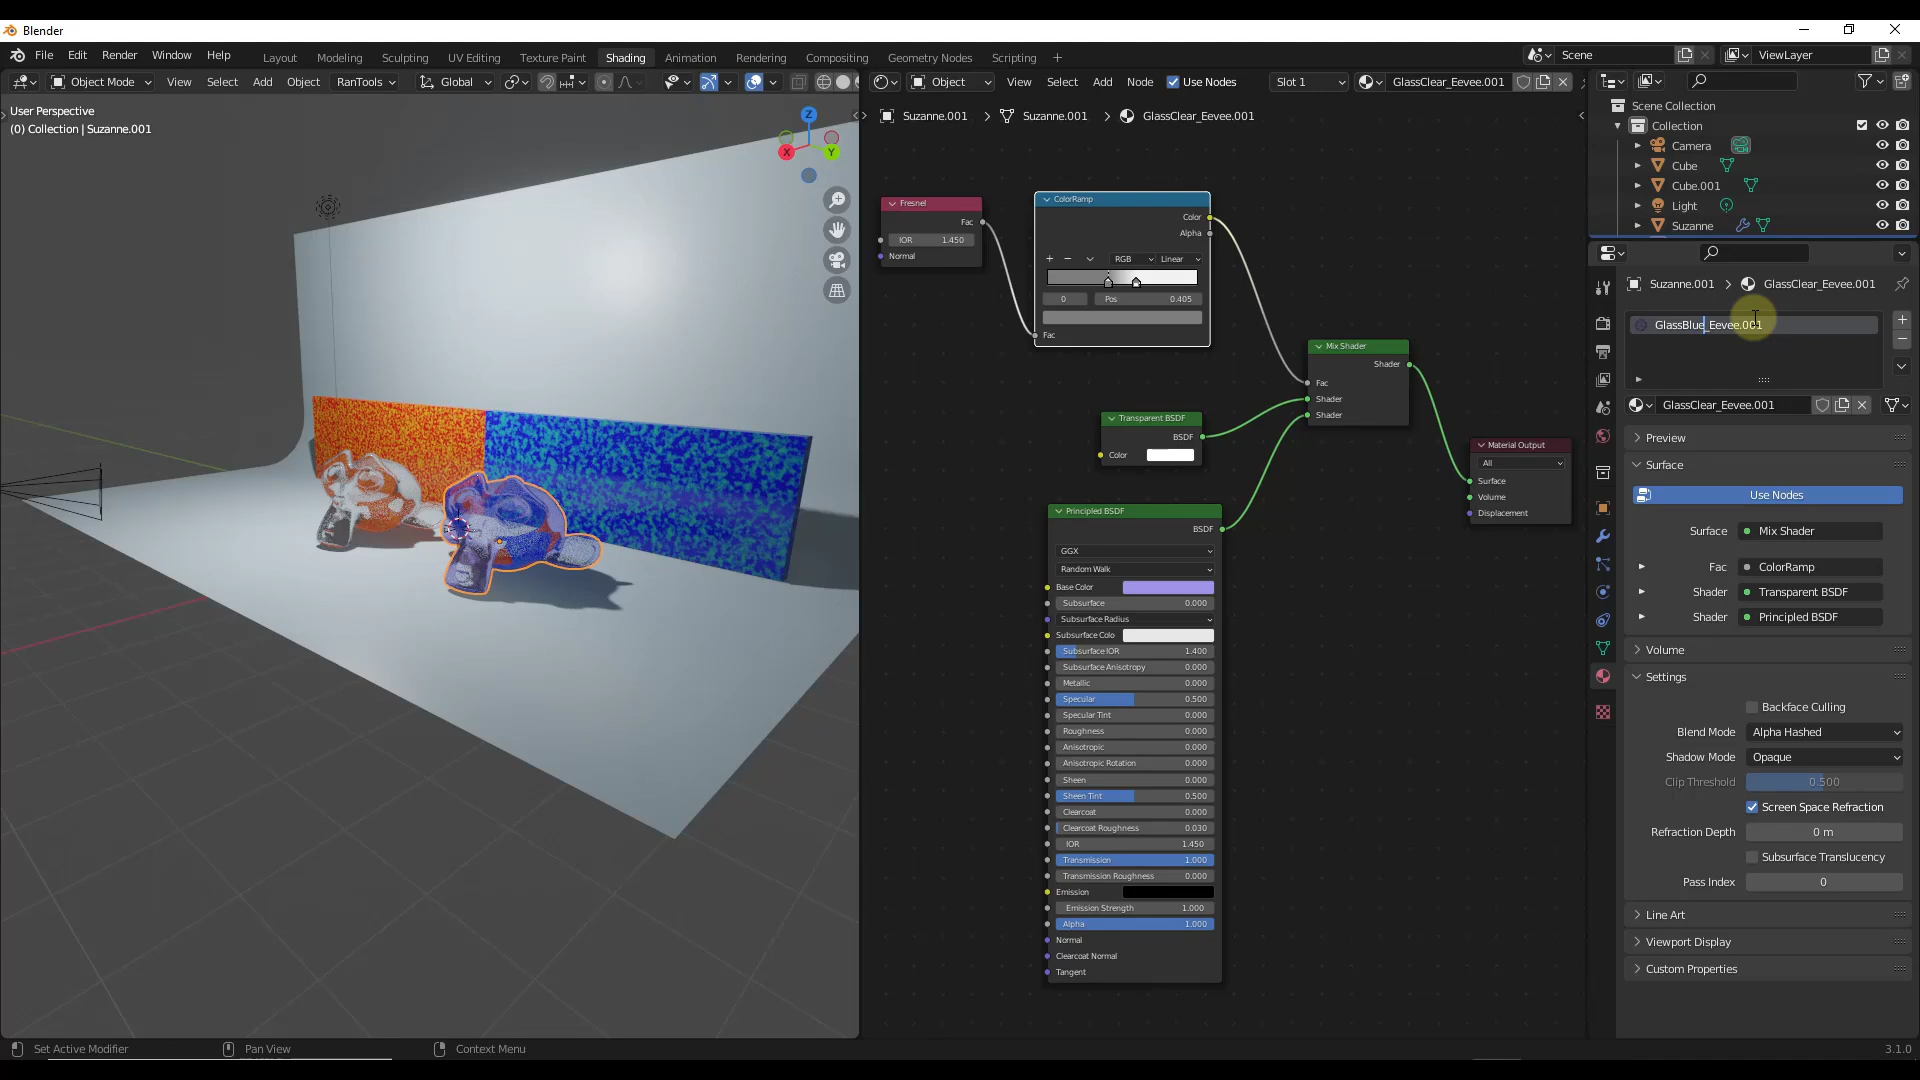 Blender
File Edit Render Window Help
Layout Modeling Sculpting UV Editing Texture Paint Shading Animation Rendering Compositing Geometry Nodes Scripting +
Scene
ViewLayer
Object Mode View Select Add Object RanTools Global
Object View Select Add Node Use Nodes Slot 1 GlassClear_Eevee.001
User Perspective
(0) Collection | Suzanne.001
Z
X
Y
Suzanne.001 > Suzanne.001 > GlassClear_Eevee.001
Fresnel
Fac
IOR 1.450
Normal
ColorRamp
Color
Alpha
+ − RGB Linear
0 Pos 0.405
Fac
Mix Shader
Shader
Fac
Shader
Shader
Transparent BSDF
BSDF
Color
Material Output
All
Surface
Volume
Displacement
Principled BSDF
BSDF
GGX
Random Walk
Base Color
Subsurface 0.000
Subsurface Radius
Subsurface Colo
Subsurface IOR 1.400
Subsurface Anisotropy 0.000
Metallic 0.000
Specular 0.500
Specular Tint 0.000
Roughness 0.000
Anisotropic 0.000
Anisotropic Rotation 0.000
Sheen 0.000
Sheen Tint 0.500
Clearcoat 0.000
Clearcoat Roughness 0.030
IOR 1.450
Transmission 1.000
Transmission Roughness 0.000
Emission
Emission Strength 1.000
Alpha 1.000
Normal
Clearcoat Normal
Tangent
Scene Collection
Collection
Camera
Cube
Cube.001
Light
Suzanne
Suzanne.001 > GlassClear_Eevee.001
GlassBlue_Eevee.001
GlassClear_Eevee.001
Preview
Surface
Use Nodes
Surface Mix Shader
Fac ColorRamp
Shader Transparent BSDF
Shader Principled BSDF
Volume
Settings
Backface Culling
Blend Mode Alpha Hashed
Shadow Mode Opaque
Clip Threshold 0.500
Screen Space Refraction
Refraction Depth 0 m
Subsurface Translucency
Pass Index 0
Line Art
Viewport Display
Custom Properties
Set Active Modifier Pan View Context Menu 3.1.0